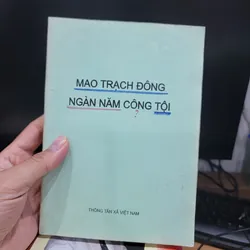 MAO TRẠCH ĐÔNG
NGÀN NĂM CÔNG TỘI
THÔNG TẤN XÃ VIỆT NAM